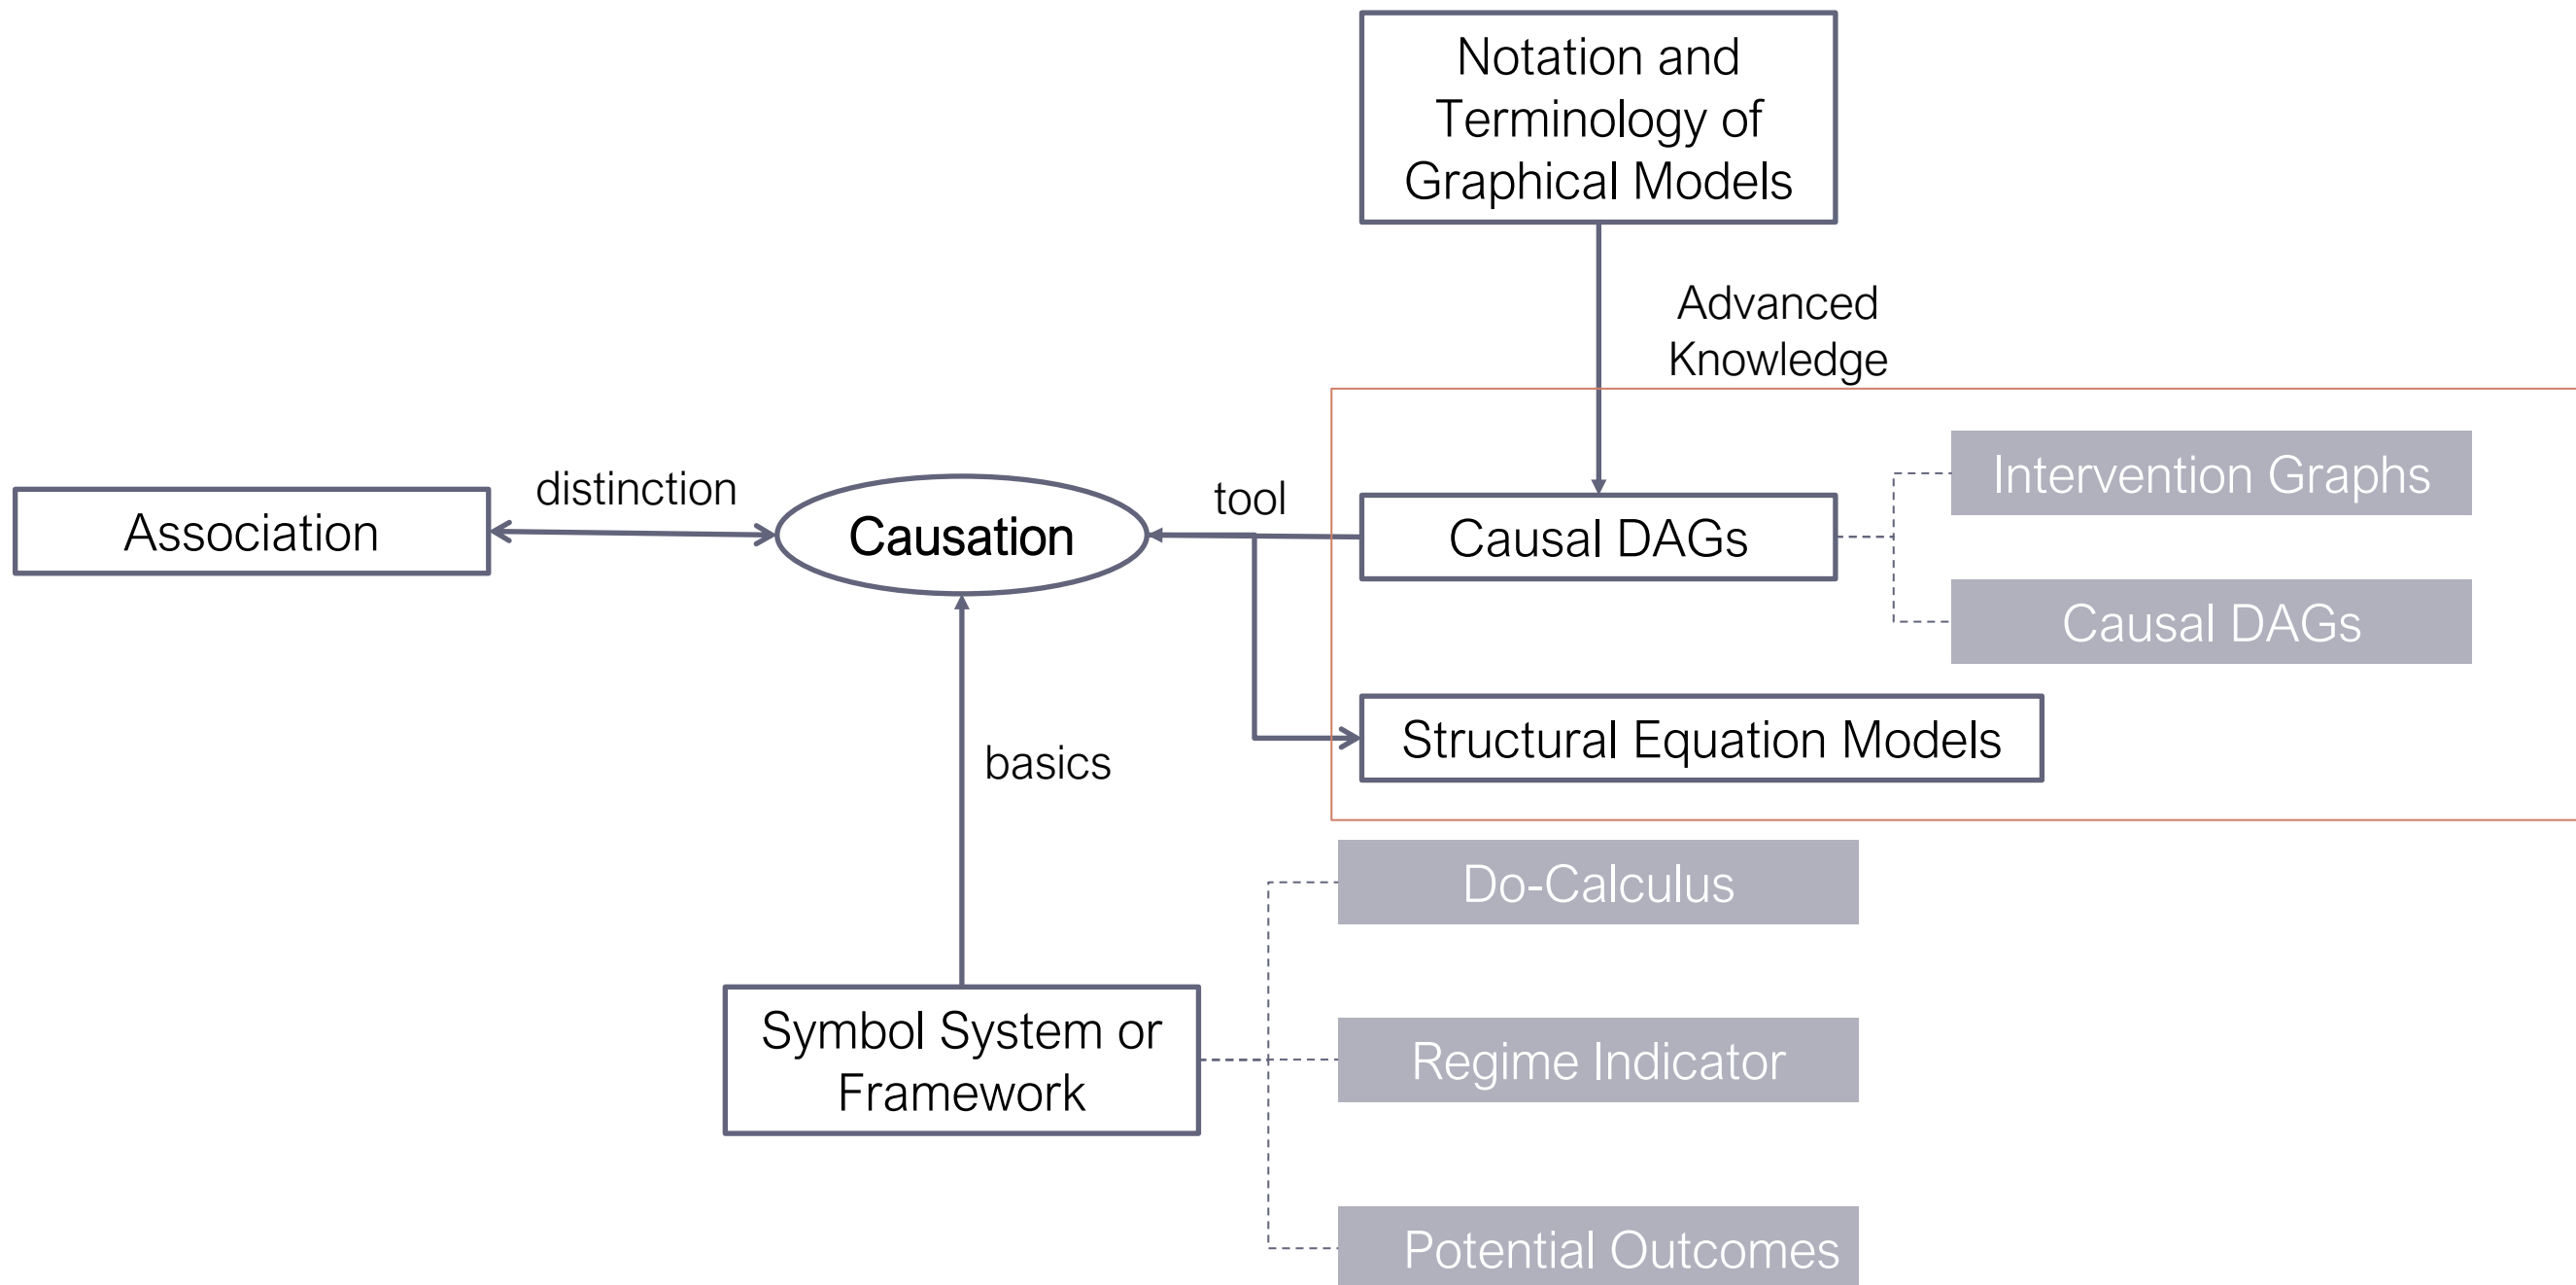 Notation and
Terminology of
Graphical Models
Advanced
Knowledge
Association
distinction
Causation
tool
Causal DAGs
Intervention Graphs
Causal DAGs
Structural Equation Models
basics
Symbol System or
Framework
Do-Calculus
Regime Indicator
Potential Outcomes